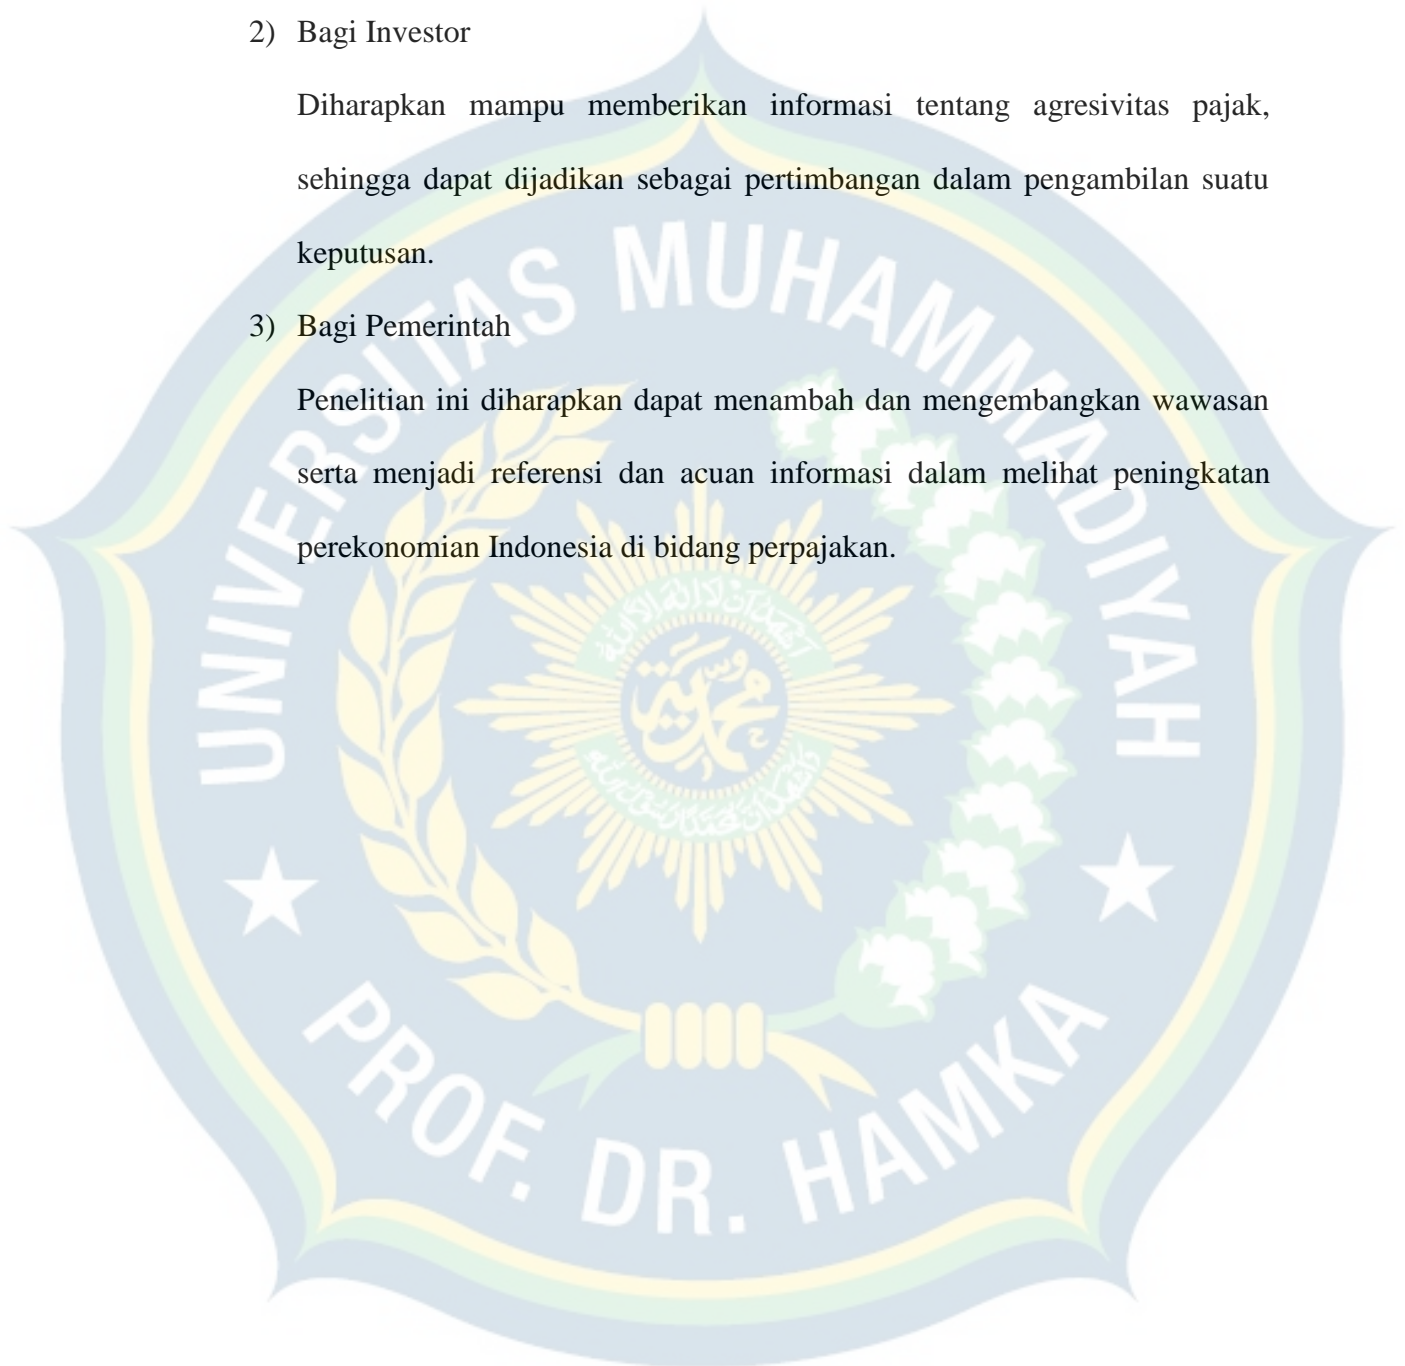 2) Bagi Investor
Diharapkan mampu memberikan informasi tentang agresivitas pajak,
sehingga dapat dijadikan sebagai pertimbangan dalam pengambilan suatu
keputusan.
3) Bagi Pemerintah
Penelitian ini diharapkan dapat menambah dan mengembangkan wawasan
serta menjadi referensi dan acuan informasi dalam melihat peningkatan
perekonomian Indonesia di bidang perpajakan.
UNIVERSITAS MUHAMMADIYAH
PROF. DR. HAMKA